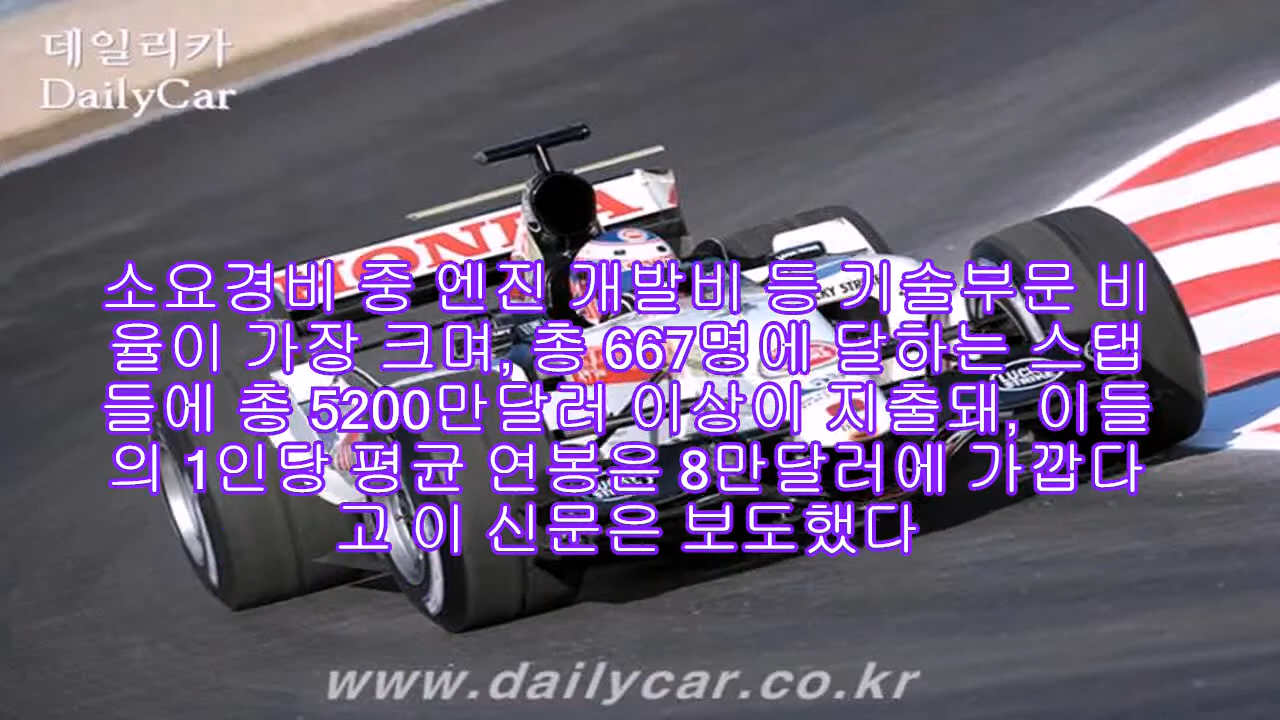 데일리카
DailyCar
HONDA
소요경비 중 엔진 개발비 등 기술부문 비
율이 가장 크며, 총 667명에 달하는 스탭
들에 총 5200만달러 이상이 지출돼, 이들
의 1인당 평균 연봉은 8만달러에 가깝다
고 이 신문은 보도했다
LUCKY STRIKE
www.dailycar.co.kr